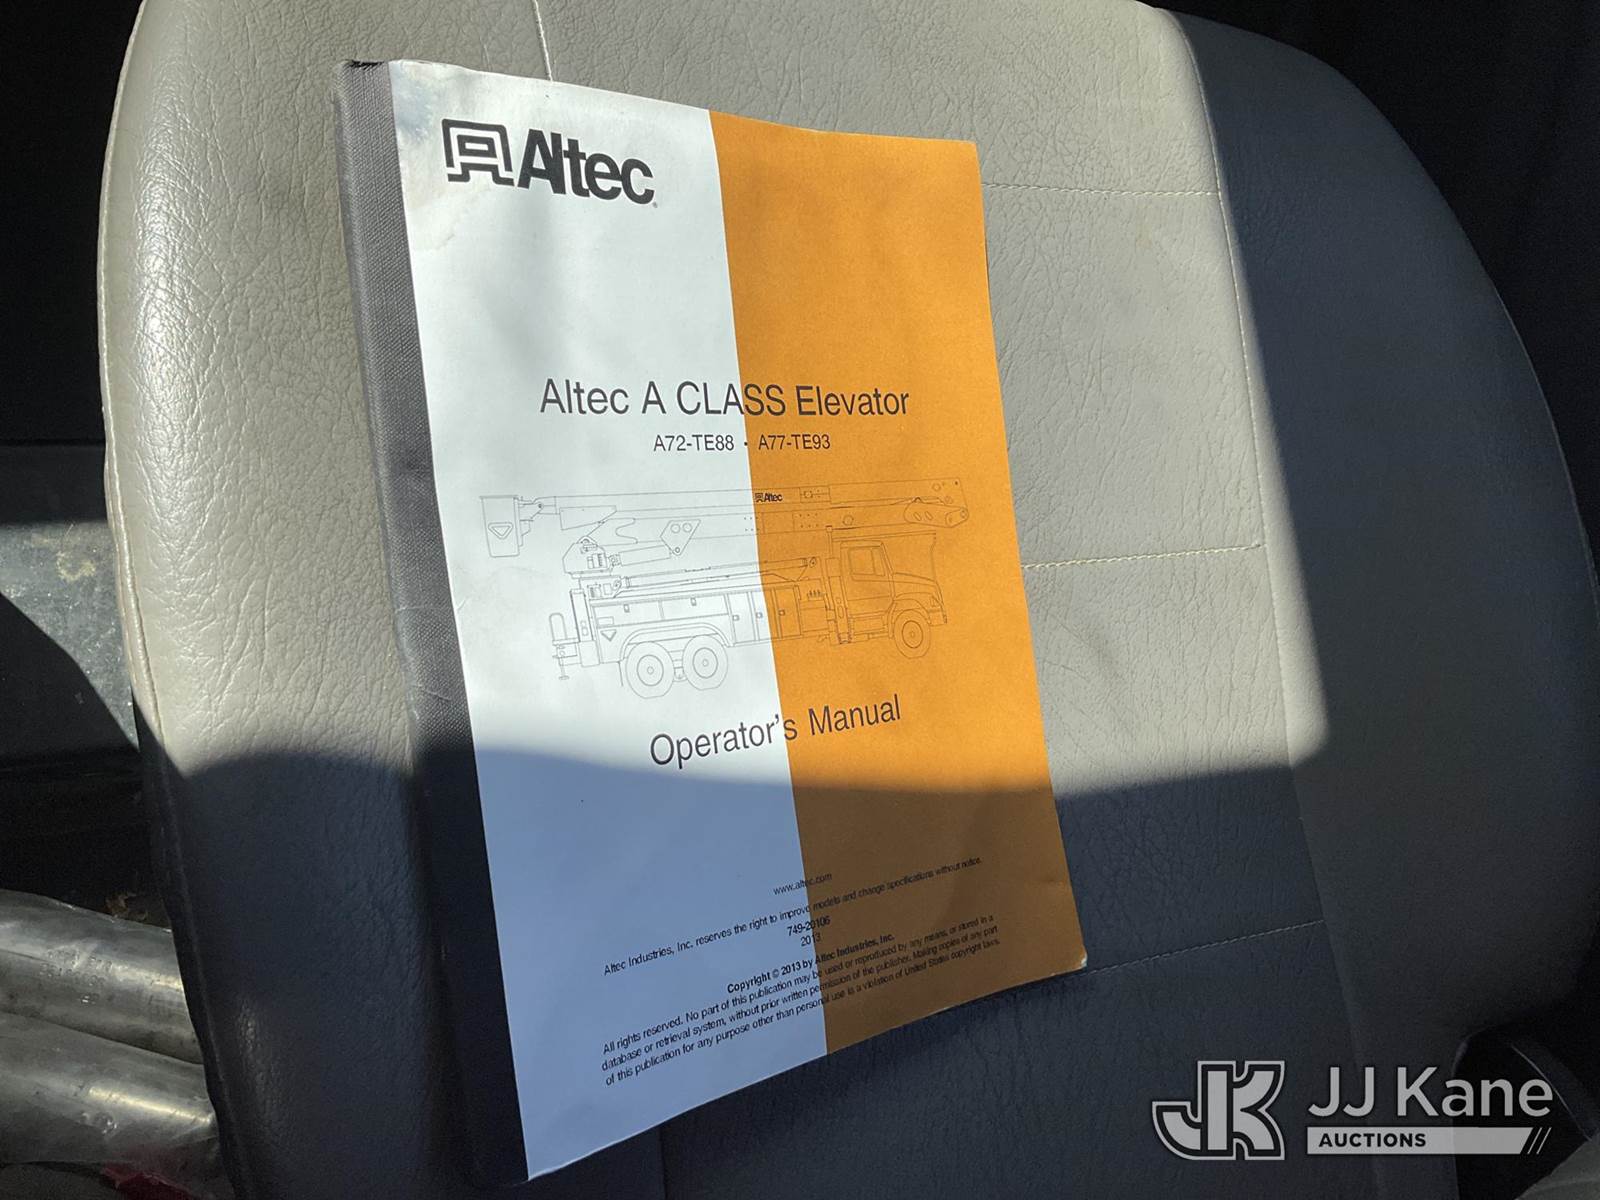 Altec
Altec A CLASS Elevator
A72-TE88 • A77-TE93
Altec
Operator's Manual
www.altec.com
Altec Industries, Inc. reserves the right to improve models and change specifications without notice.
749-20106
2013
Copyright © 2013 by Altec Industries, Inc.
All rights reserved. No part of this publication may be used or reproduced by any means, or stored in a
database or retrieval system, without prior written permission of the publisher. Making copies of any part
of this publication for any purpose other than personal use is a violation of United States copyright laws.
JK JJ Kane
AUCTIONS